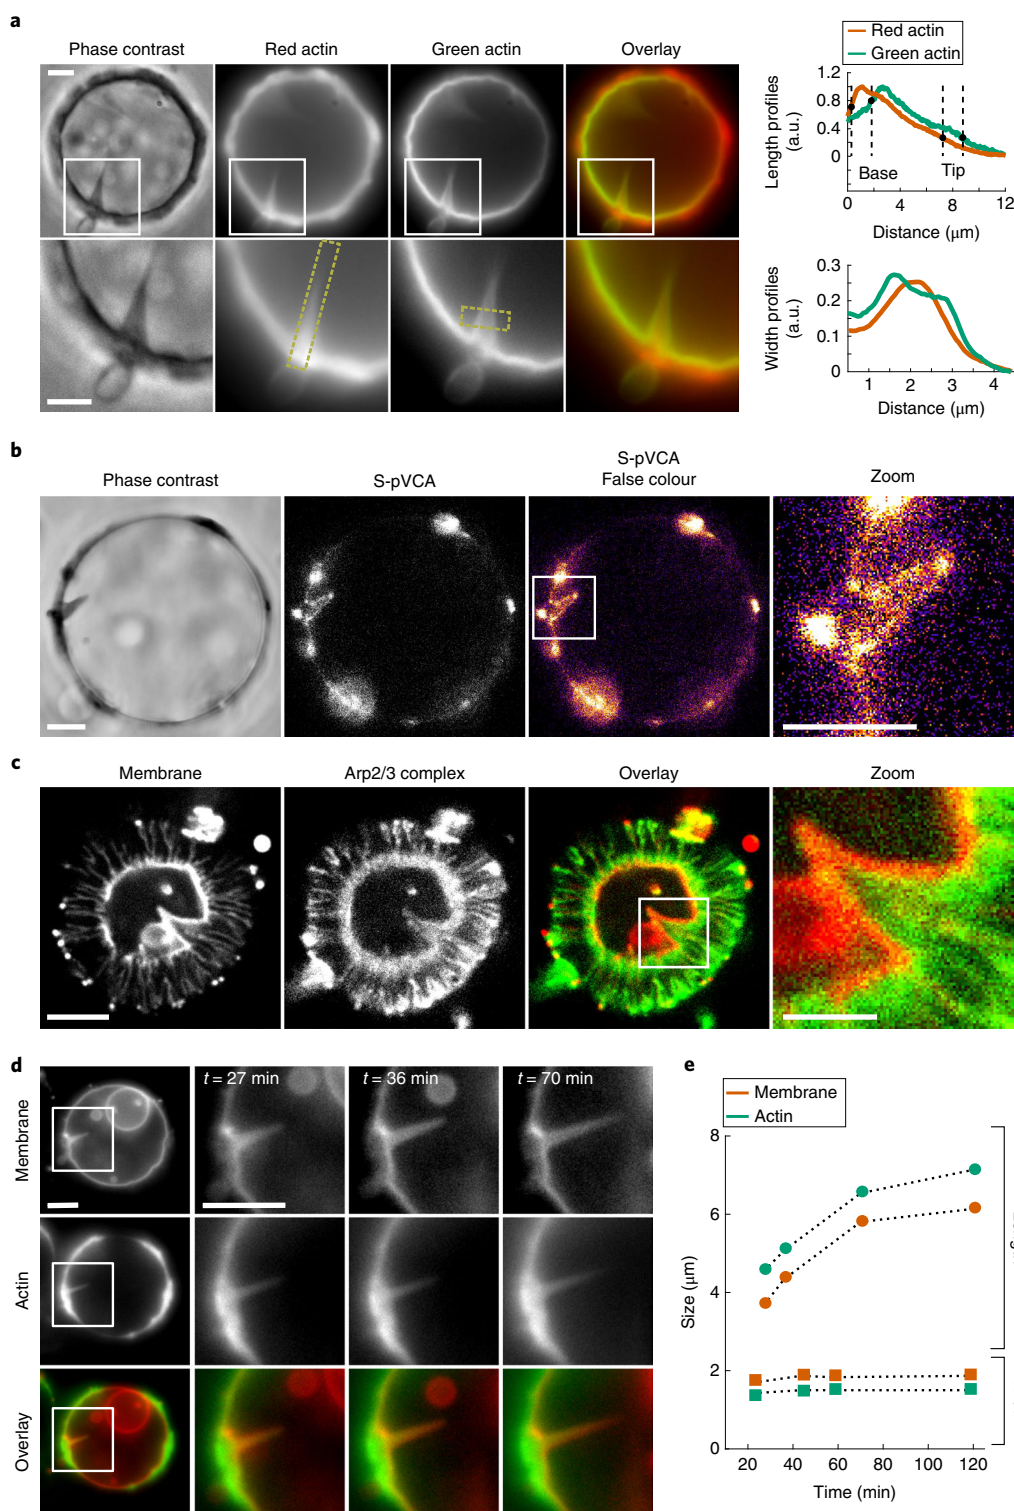 a
Phase contrast
Red actin
Green actin
Overlay
Red actin
Green actin
Length profiles
(a.u.)
1.2
0.8
0.4
0
Base
Tip
0 4 8 12
Distance (μm)
Width profiles
(a.u.)
0.3
0.2
0.1
0
1 2 3 4
Distance (μm)
b
Phase contrast
S-pVCA
S-pVCA
False colour
Zoom
c
Membrane
Arp2/3 complex
Overlay
Zoom
d
Membrane
Actin
Overlay
t = 27 min
t = 36 min
t = 70 min
e
Membrane
Actin
Size (μm)
8
6
4
2
0
20 40 60 80 100 120
Time (min)